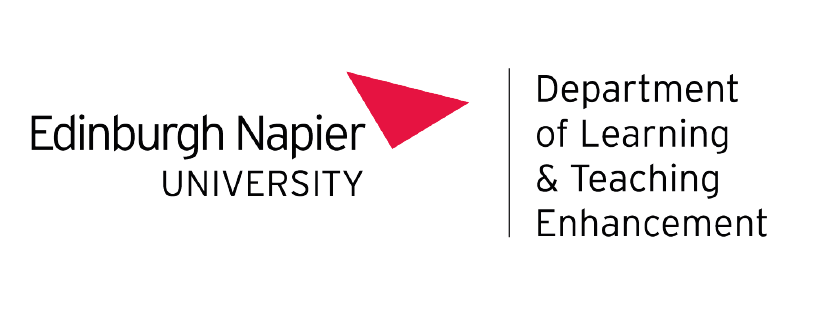 Edinburgh Napier
UNIVERSITY
Department
of Learning
& Teaching
Enhancement